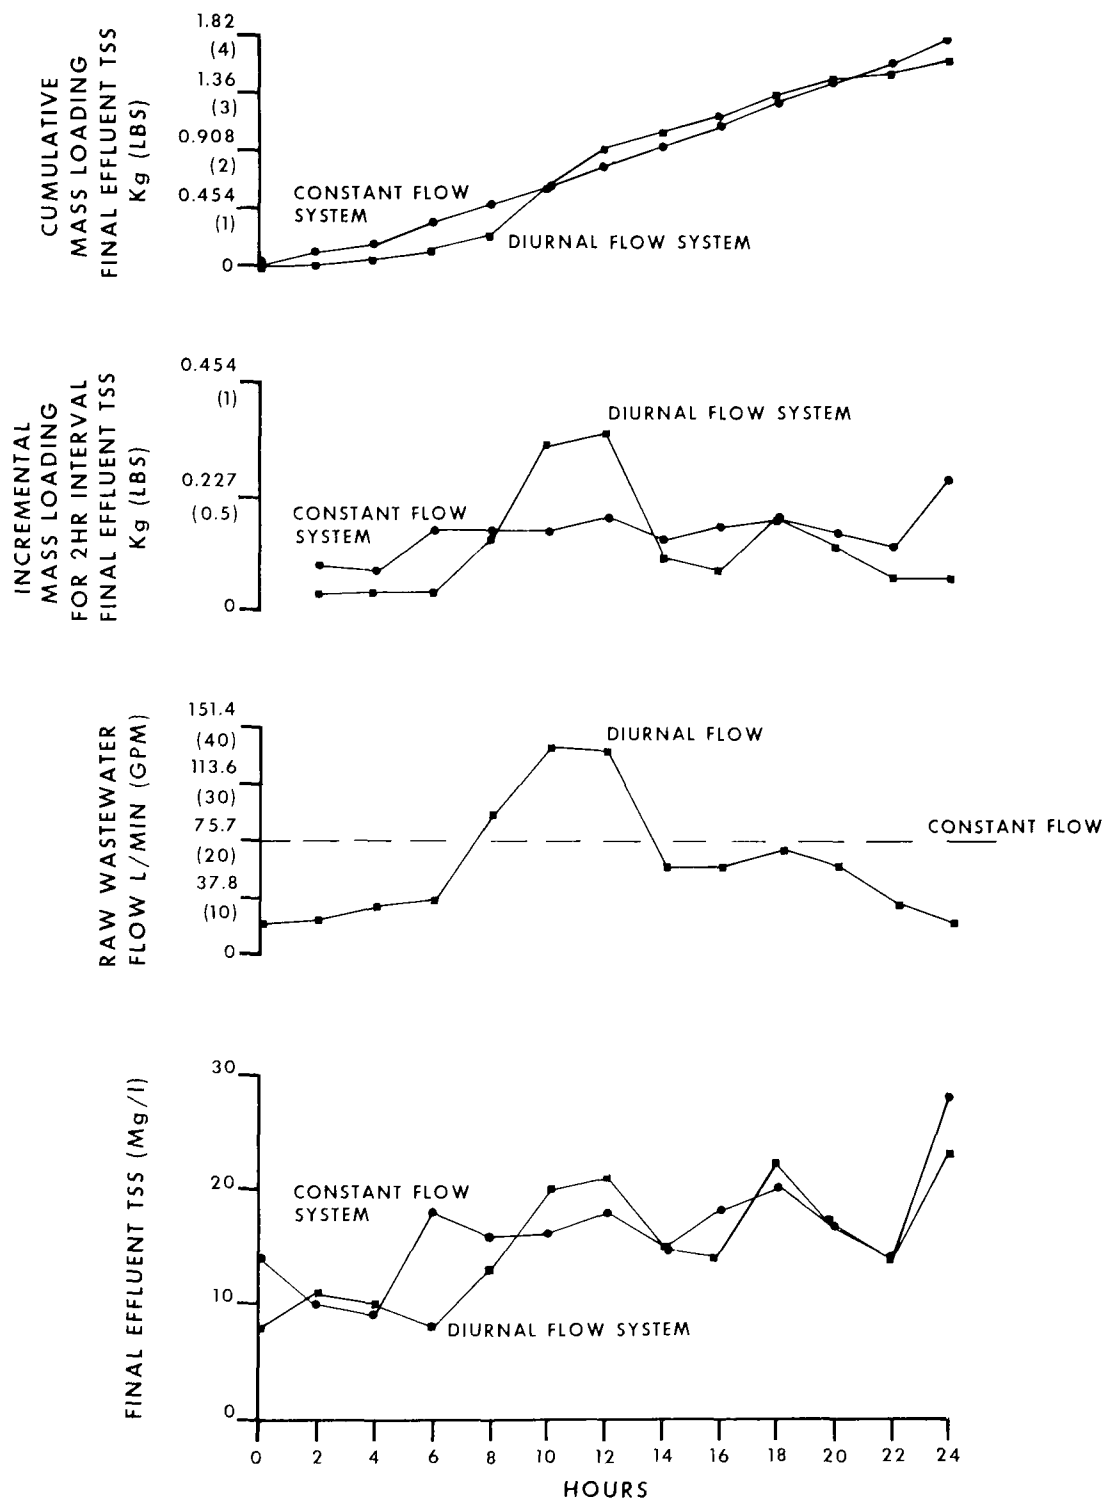 CUMULATIVE
MASS LOADING
FINAL EFFLUENT TSS
Kg (LBS)
1.82
(4)
1.36
(3)
0.908
(2)
0.454
(1)
0
CONSTANT FLOW
SYSTEM
DIURNAL FLOW SYSTEM
INCREMENTAL
MASS LOADING
FOR 2HR INTERVAL
FINAL EFFLUENT TSS
Kg (LBS)
0.454
(1)
0.227
(0.5)
0
DIURNAL FLOW SYSTEM
CONSTANT FLOW
SYSTEM
RAW WASTEWATER
FLOW L/MIN (GPM)
151.4
(40)
113.6
(30)
75.7
(20)
37.8
(10)
0
DIURNAL FLOW
CONSTANT FLOW
FINAL EFFLUENT TSS (Mg/l)
30
20
10
0
CONSTANT FLOW
SYSTEM
DIURNAL FLOW SYSTEM
0 2 4 6 8 10 12 14 16 18 20 22 24
HOURS